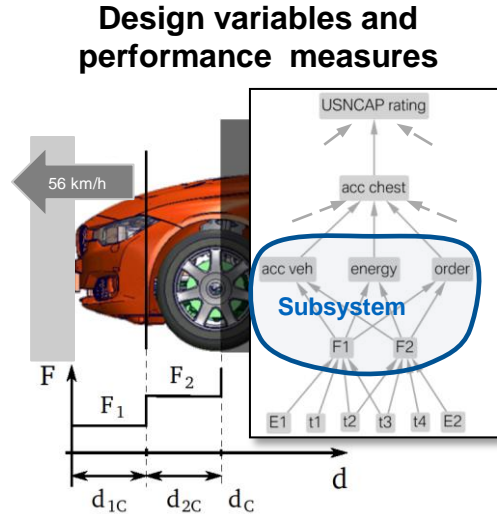 Design variables and
performance measures
56 km/h
USNCAP rating
acc chest
acc veh energy order
Subsystem
F1 F2
E1 t1 t2 t3 t4 E2
F
F₁
F₂
d₁C d₂C dC d